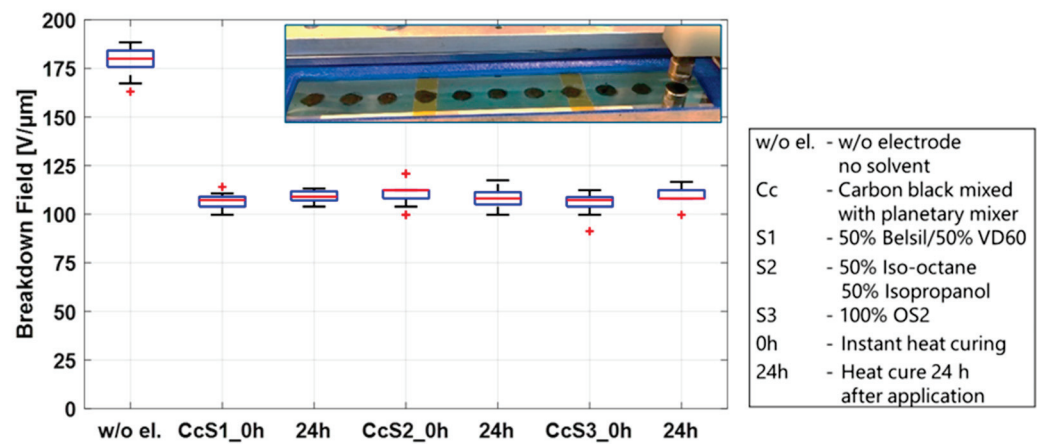 200
175
150
125
100
75
50
25
0
Breakdown Field [V/μm]
w/o el. CcS1_0h 24h CcS2_0h 24h CcS3_0h 24h
w/o el. - w/o electrode
no solvent
Cc - Carbon black mixed
with planetary mixer
S1 - 50% Belsil/50% VD60
S2 - 50% Iso-octane
50% Isopropanol
S3 - 100% OS2
0h - Instant heat curing
24h - Heat cure 24 h
after application